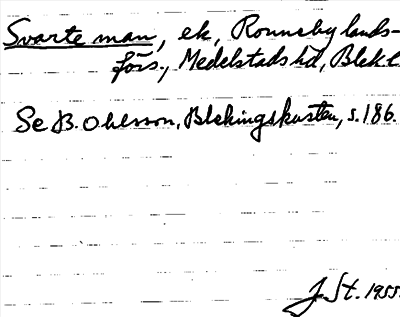 Svarte man, ek, Ronneby lands-
förs., Medelstads hd, Blek. l.
Se B. Ohlsson, Blekingskusten, s. 186.
J. St. 1955.